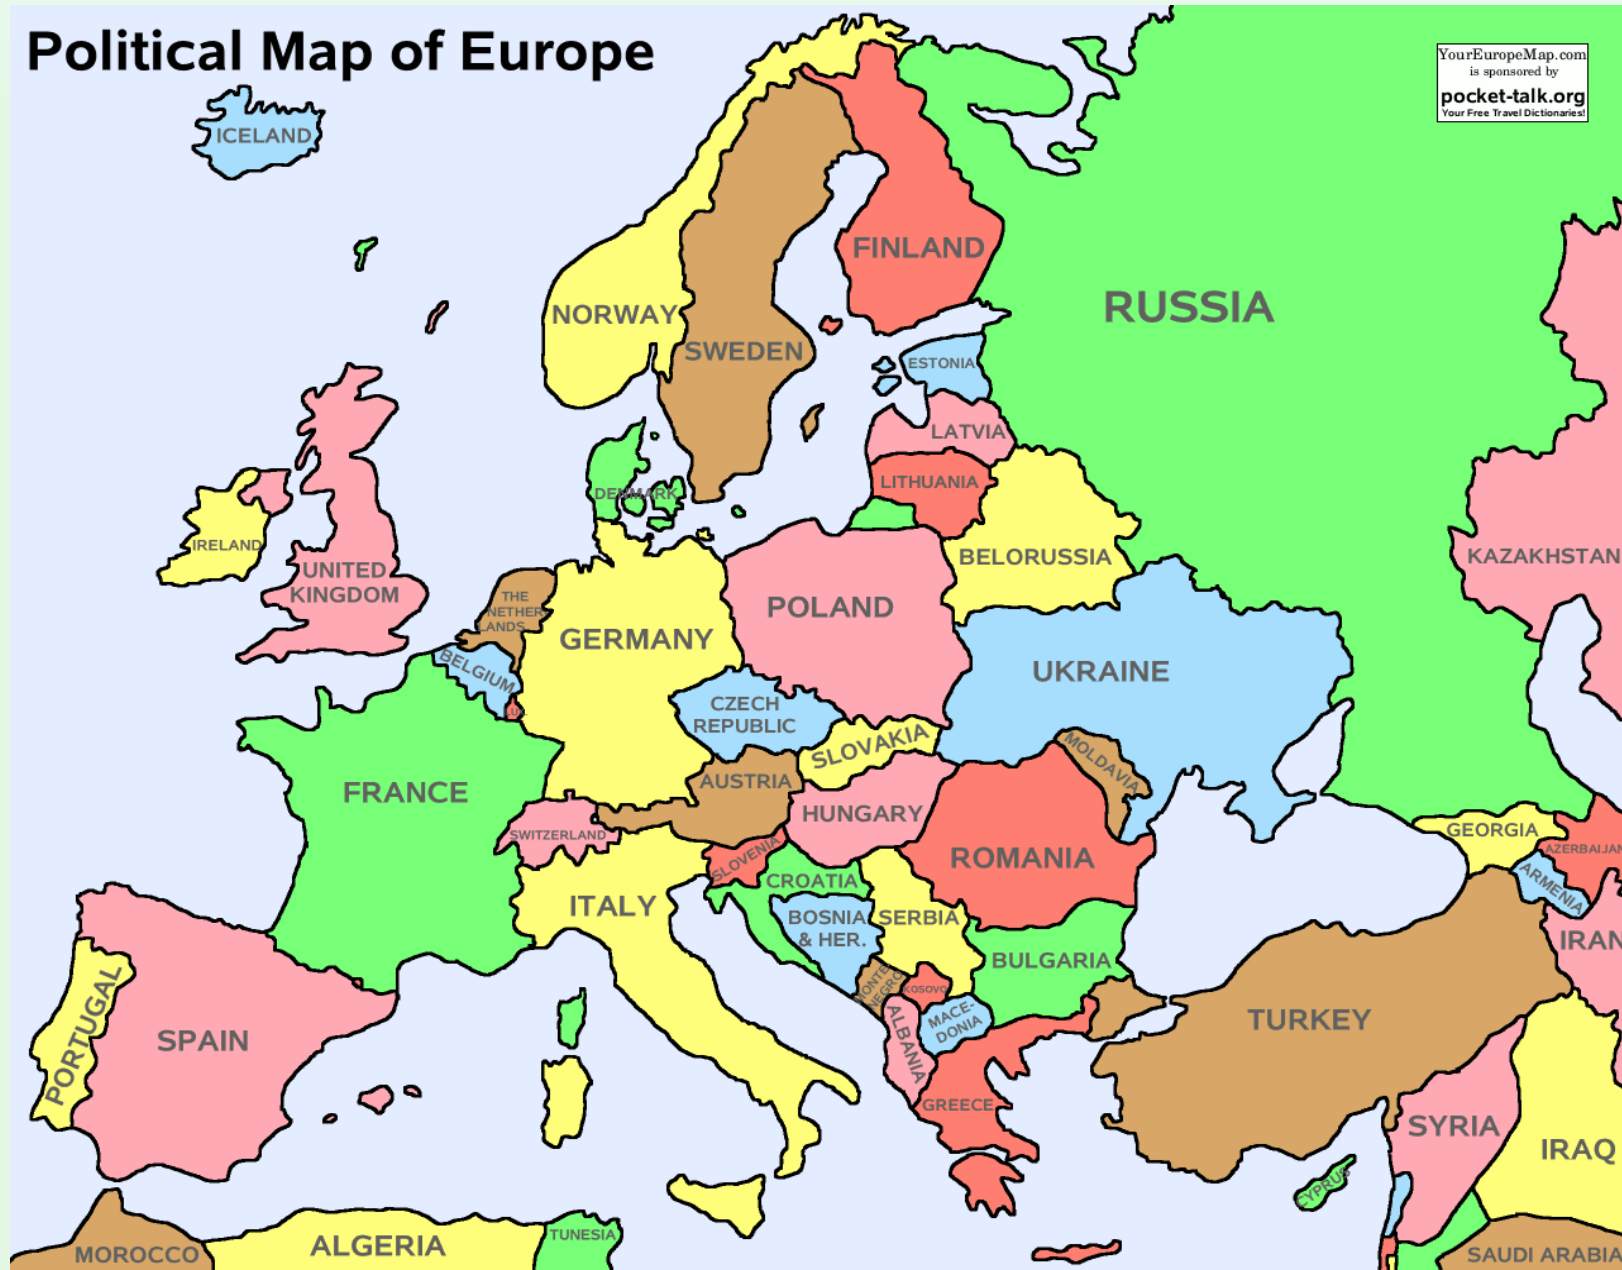 Political Map of Europe
YourEuropeMap.com
is sponsored by
pocket-talk.org
Your Free Travel Dictionaries!
ICELAND
FINLAND
RUSSIA
NORWAY
SWEDEN
ESTONIA
LATVIA
LITHUANIA
DENMARK
IRELAND
UNITED
KINGDOM
BELORUSSIA
KAZAKHSTAN
THE
NETHER
LANDS
POLAND
GERMANY
BELGIUM
UKRAINE
LUX.
CZECH
REPUBLIC
SLOVAKIA
MOLDAVIA
FRANCE
AUSTRIA
HUNGARY
SWITZERLAND
SLOVENIA
ROMANIA
GEORGIA
AZERBAIJAN
ARMENIA
CROATIA
ITALY
BOSNIA
& HER.
SERBIA
BULGARIA
IRAN
PORTUGAL
SPAIN
MONTE
NEGRO
KOSOVO
MACE-
DONIA
ALBANIA
TURKEY
GREECE
SYRIA
IRAQ
CYPRUS
MOROCCO
ALGERIA
TUNESIA
SAUDI ARABIA